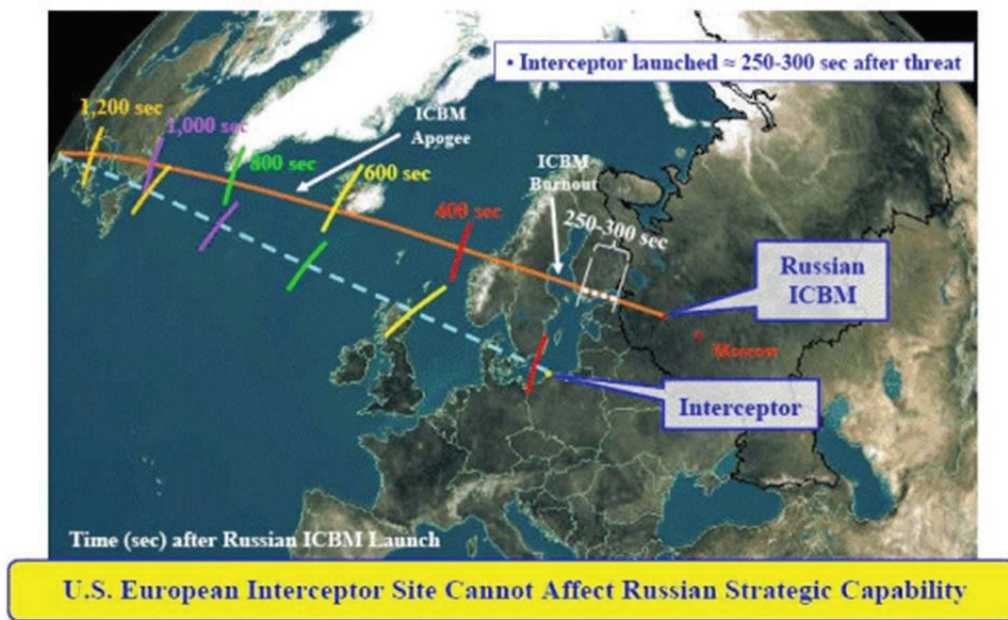 • Interceptor launched ≈ 250-300 sec after threat
1,200 sec
1,000 sec
ICBM
Apogee
800 sec
600 sec
ICBM
Burnout
400 sec
250-300 sec
Russian
ICBM
Moscow
Interceptor
Time (sec) after Russian ICBM Launch
U.S. European Interceptor Site Cannot Affect Russian Strategic Capability